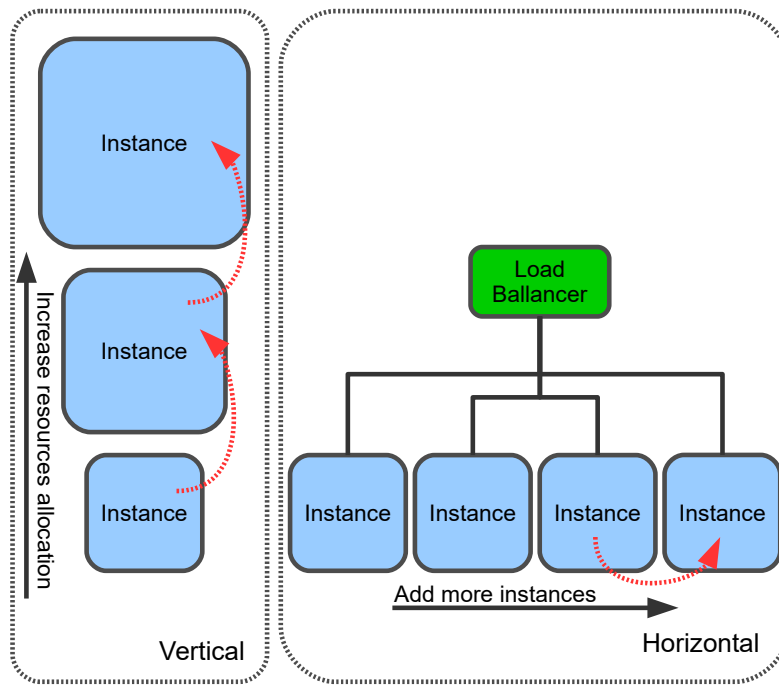 Instance
Instance
Instance
Increase resources allocation
Vertical
Load
Ballancer
Instance
Instance
Instance
Instance
Add more instances
Horizontal